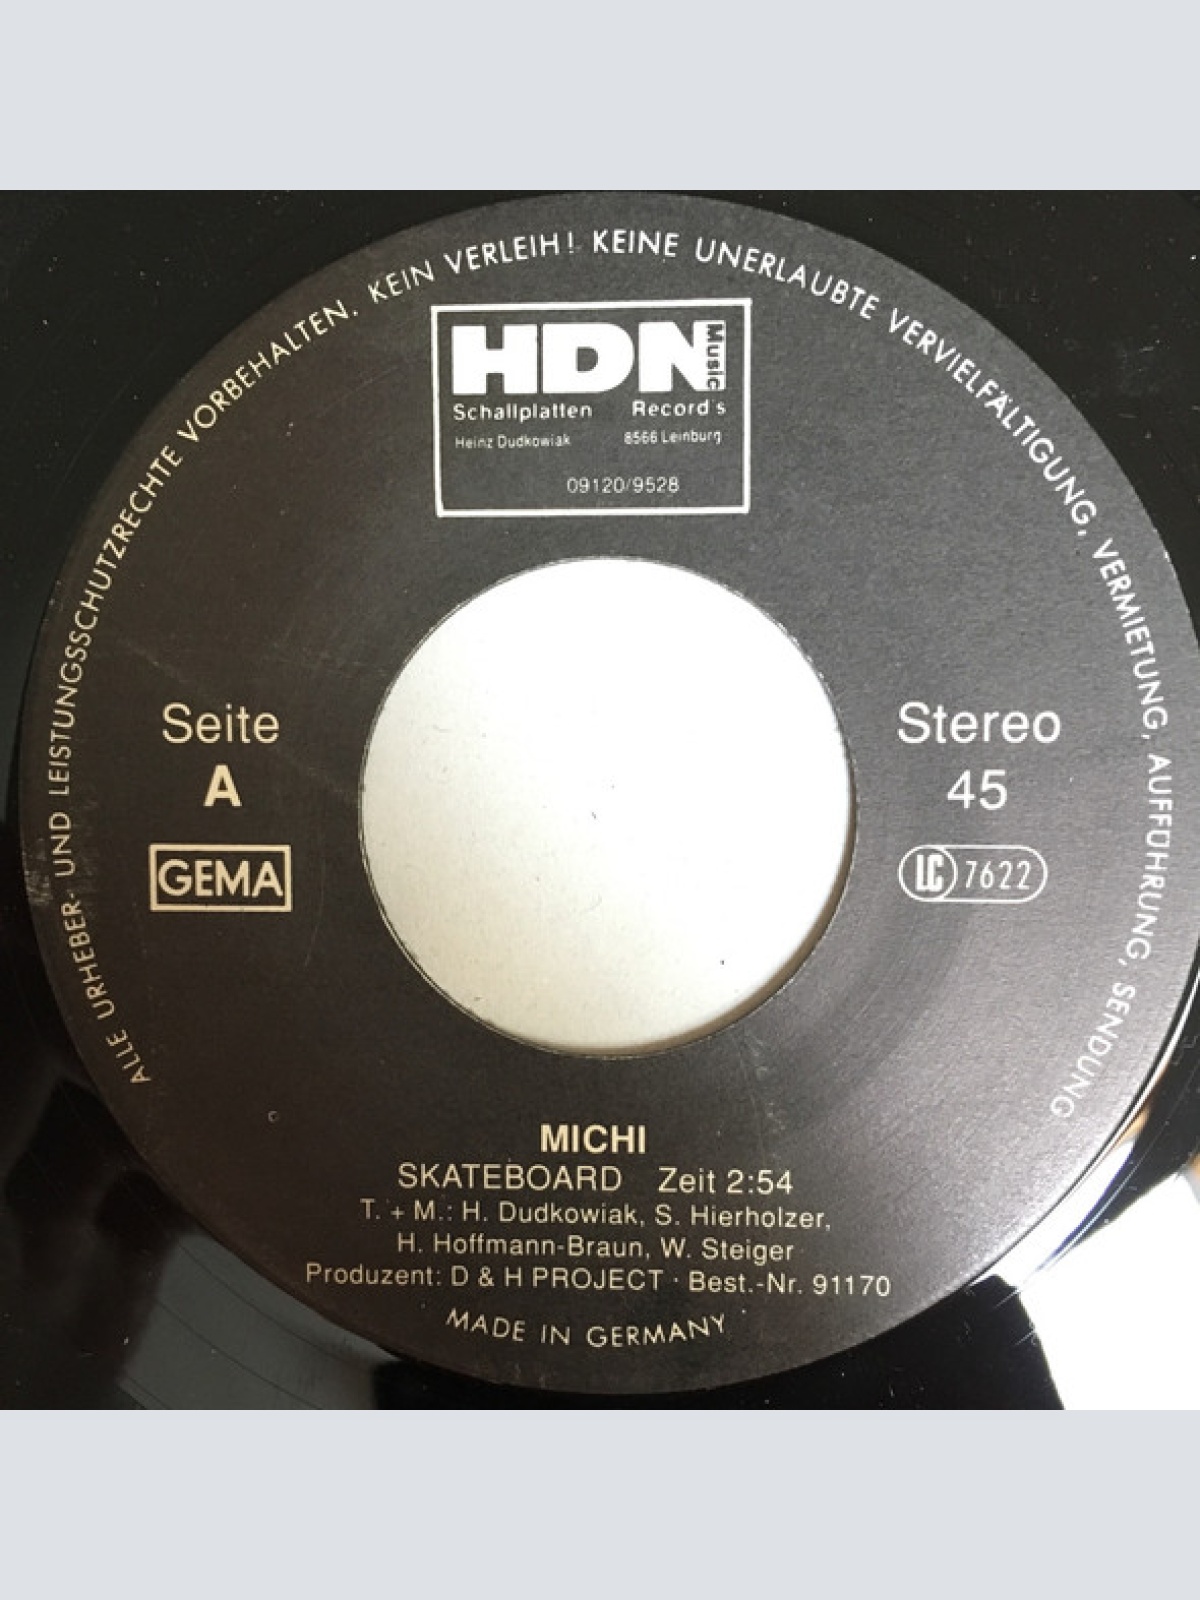 ALLE URHEBER- UND LEISTUNGSSCHUTZRECHTE VORBEHALTEN. KEIN VERLEIH! KEINE UNERLAUBTE VERVIELFÄLTIGUNG, VERMIETUNG, AUFFÜHRUNG, SENDUNG
HDN Music
Schallplatten Record's
Heinz Dudkowiak 8566 Leinburg
09120/9528
Seite
A
GEMA
Stereo
45
LC 7622
MICHI
SKATEBOARD Zeit 2:54
T. + M.: H. Dudkowiak, S. Hierholzer,
H. Hoffmann-Braun, W. Steiger
Produzent: D & H PROJECT · Best.-Nr. 91170
MADE IN GERMANY